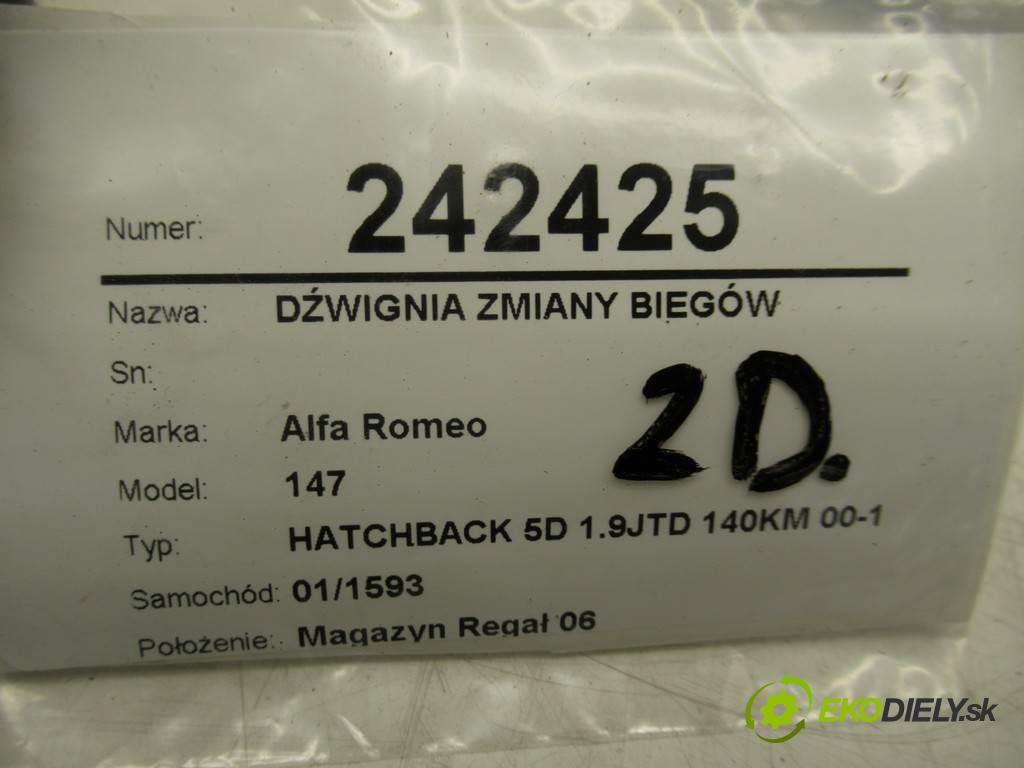 Numer: 242425
Nazwa: DŹWIGNIA ZMIANY BIEGÓW
Sn:
Marka: Alfa Romeo
2D.
Model: 147
Typ: HATCHBACK 5D 1.9JTD 140KM 00-1
Samochód: 01/1593
Położenie: Magazyn Regał 06
EKODIELY.sk